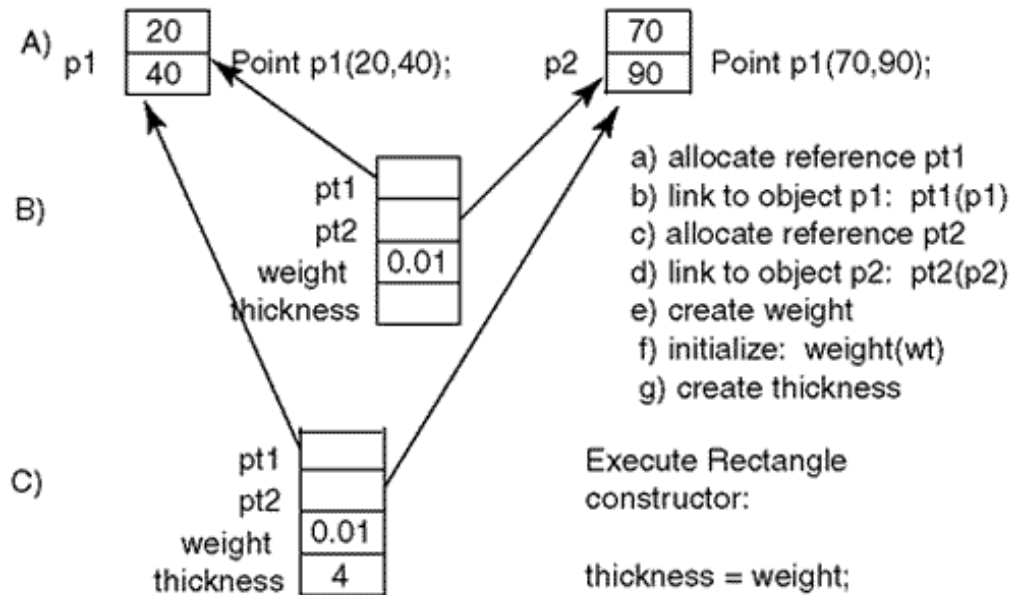 A)
p1
20
40
Point p1(20,40);
p2
70
90
Point p1(70,90);
B)
pt1
pt2
weight
0.01
thickness
a) allocate reference pt1
b) link to object p1: pt1(p1)
c) allocate reference pt2
d) link to object p2: pt2(p2)
e) create weight
f) initialize: weight(wt)
g) create thickness
C)
pt1
pt2
weight
0.01
thickness
4
Execute Rectangle
constructor:
thickness = weight;